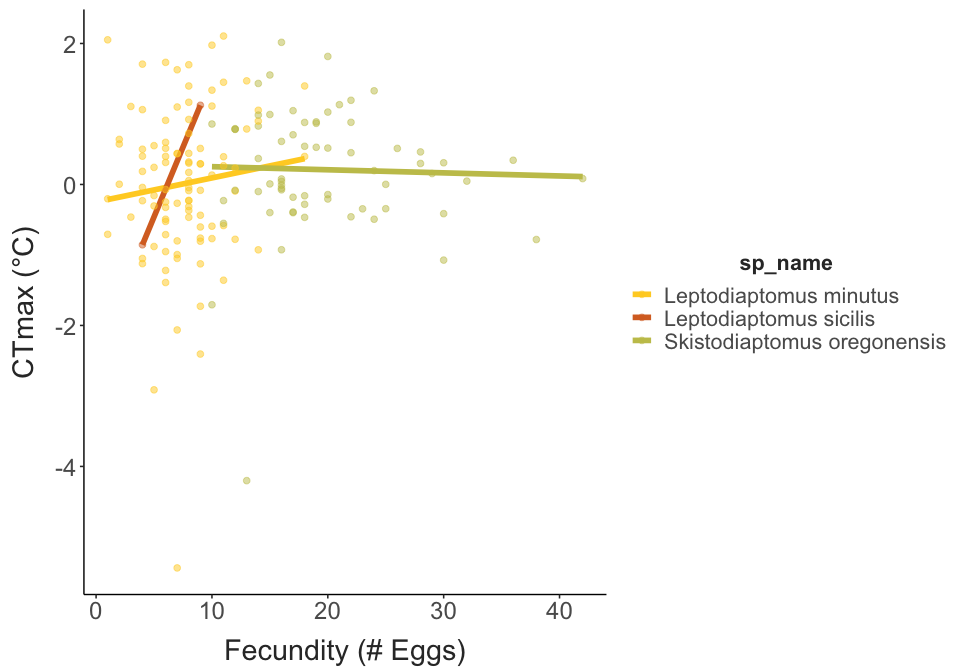 2
0
-2
-4
CTmax (°C)
0 10 20 30 40
Fecundity (# Eggs)
sp_name
Leptodiaptomus minutus
Leptodiaptomus sicilis
Skistodiaptomus oregonensis